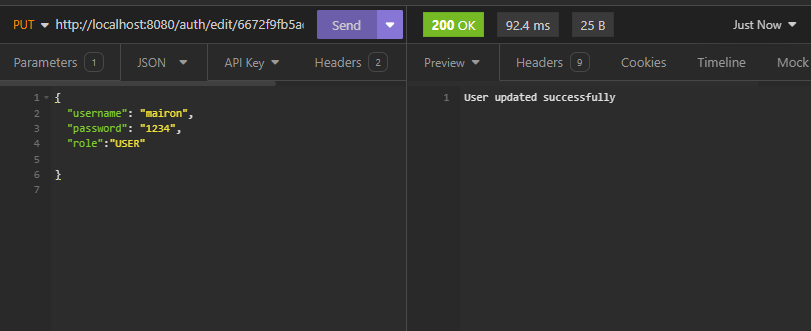 PUT http://localhost:8080/auth/edit/6672f9fb5a Send 200 OK 92.4 ms 25 B Just Now
Parameters 1 JSON API Key Headers 2 Preview Headers 9 Cookies Timeline Mock
1 {
2 "username": "mairon",
3 "password": "1234",
4 "role":"USER"
5
6 }
7
1 User updated successfully